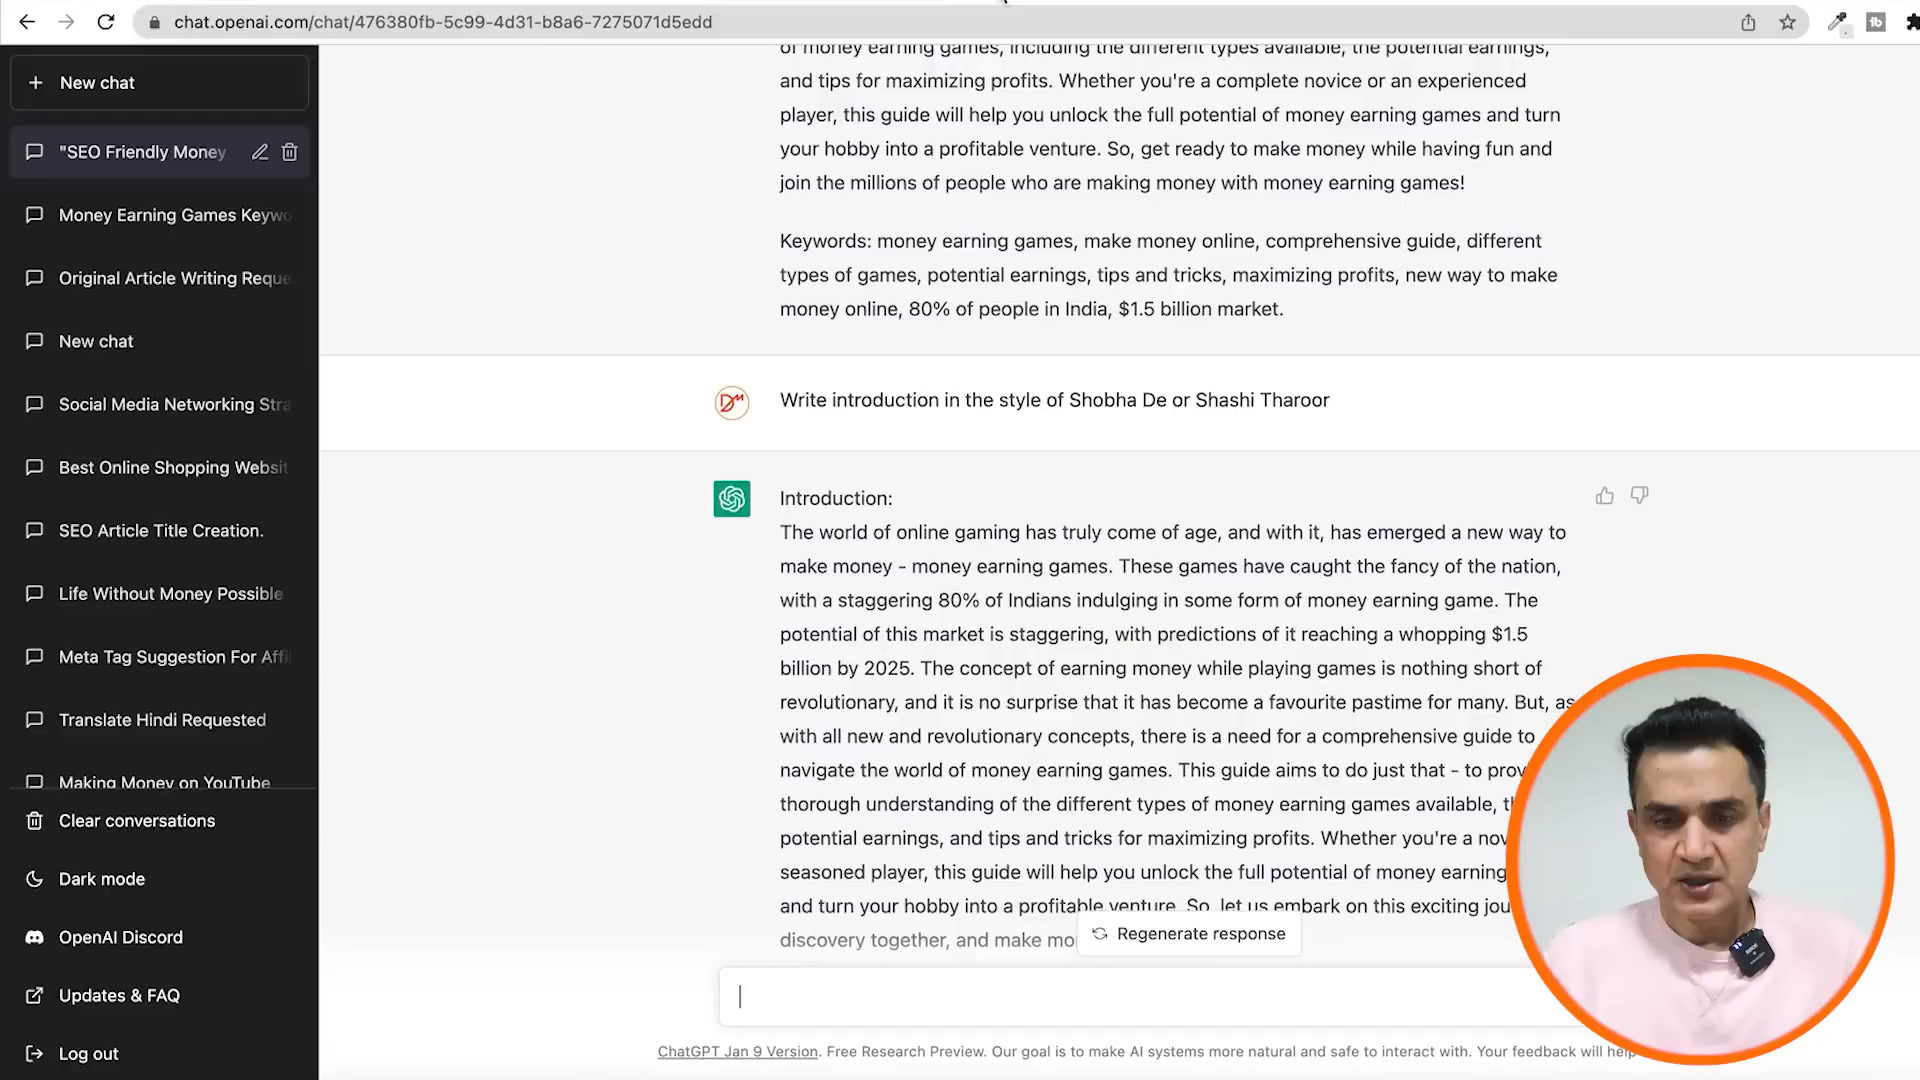 chat.openai.com/chat/476380fb-5c99-4d31-b8a6-7275071d5edd
New chat
"SEO Friendly Money
Money Earning Games Keywo
Original Article Writing Reque
New chat
Social Media Networking Stra
Best Online Shopping Websit
SEO Article Title Creation.
Life Without Money Possible
Meta Tag Suggestion For Affi
Translate Hindi Requested
Making Money on YouTube
Clear conversations
Dark mode
OpenAI Discord
Updates & FAQ
Log out
of money earning games, including the different types available, the potential earnings,
and tips for maximizing profits. Whether you're a complete novice or an experienced
player, this guide will help you unlock the full potential of money earning games and turn
your hobby into a profitable venture. So, get ready to make money while having fun and
join the millions of people who are making money with money earning games!
Keywords: money earning games, make money online, comprehensive guide, different
types of games, potential earnings, tips and tricks, maximizing profits, new way to make
money online, 80% of people in India, $1.5 billion market.
Write introduction in the style of Shobha De or Shashi Tharoor
Introduction:
The world of online gaming has truly come of age, and with it, has emerged a new way to
make money - money earning games. These games have caught the fancy of the nation,
with a staggering 80% of Indians indulging in some form of money earning game. The
potential of this market is staggering, with predictions of it reaching a whopping $1.5
billion by 2025. The concept of earning money while playing games is nothing short of
revolutionary, and it is no surprise that it has become a favourite pastime for many. But, as
with all new and revolutionary concepts, there is a need for a comprehensive guide to
navigate the world of money earning games. This guide aims to do just that - to prov
thorough understanding of the different types of money earning games available, t
potential earnings, and tips and tricks for maximizing profits. Whether you're a nov
seasoned player, this guide will help you unlock the full potential of money earning
and turn your hobby into a profitable venture. So, let us embark on this exciting jou
discovery together, and make mo
Regenerate response
ChatGPT Jan 9 Version. Free Research Preview. Our goal is to make AI systems more natural and safe to interact with. Your feedback will help